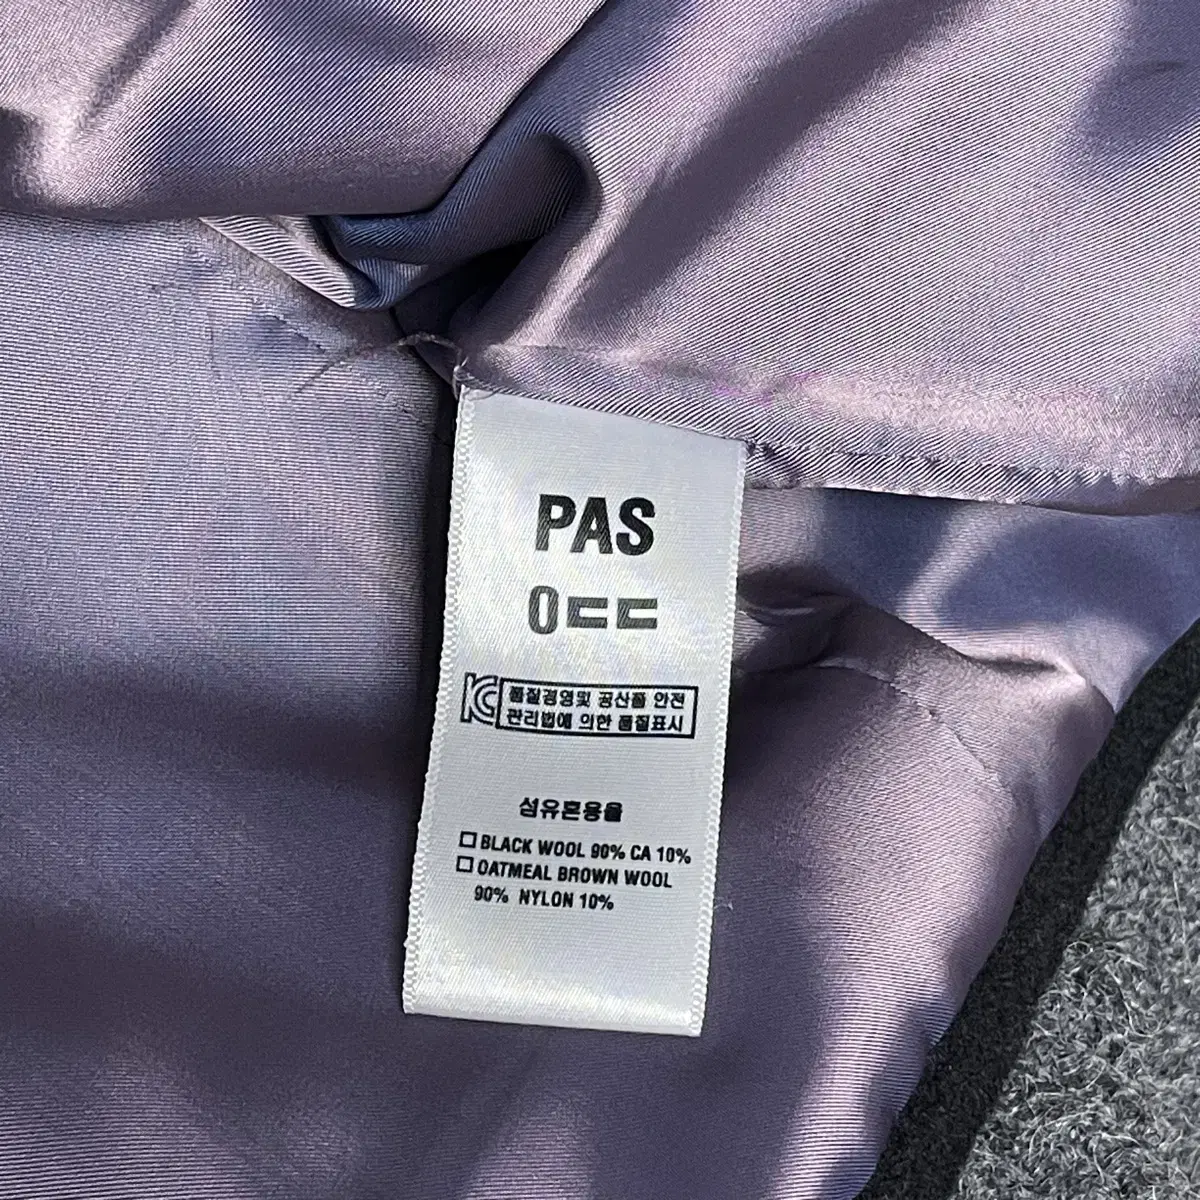 PAS
0ㄷㄷ
KC 품질경영및 공산품 안전
관리법에 의한 품질표시
섬유혼용율
☐ BLACK WOOL 90% CA 10%
☐ OATMEAL BROWN WOOL
90% NYLON 10%